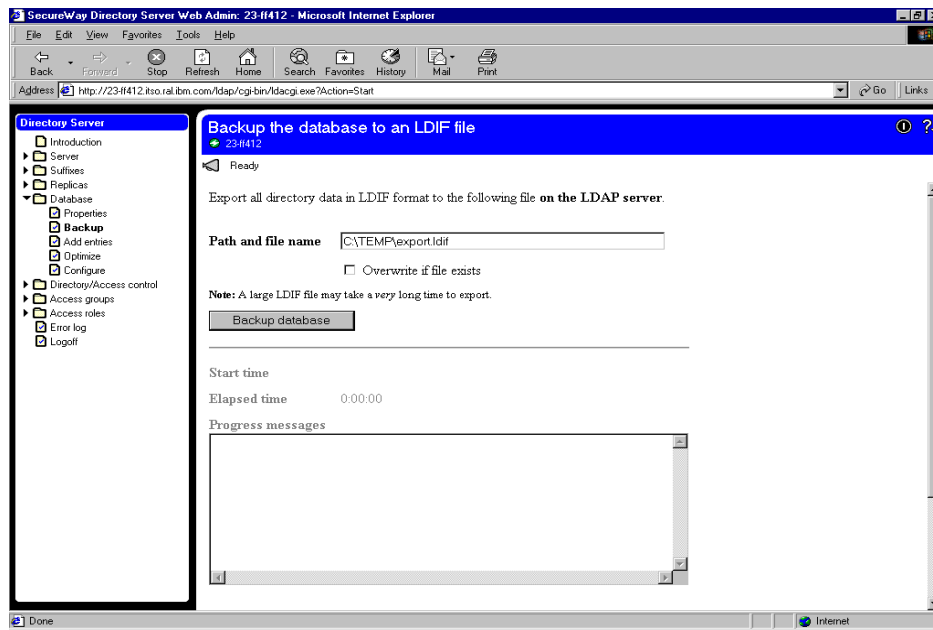 SecureWay Directory Server Web Admin: 23-ff412 - Microsoft Internet Explorer
File Edit View Favorites Tools Help
Back Forward Stop Refresh Home Search Favorites History Mail Print
Address http://23-ff412.itso.ral.ibm.com/ldap/cgi-bin/ldacgi.exe?Action=Start Go Links
Directory Server
Introduction
Server
Suffixes
Replicas
Database
Properties
Backup
Add entries
Optimize
Configure
Directory/Access control
Access groups
Access roles
Error log
Logoff
Backup the database to an LDIF file
23-ff412
Ready
Export all directory data in LDIF format to the following file on the LDAP server.
Path and file name C:\TEMP\export.ldif
Overwrite if file exists
Note: A large LDIF file may take a very long time to export.
Backup database
Start time
Elapsed time 0:00:00
Progress messages
Done Internet